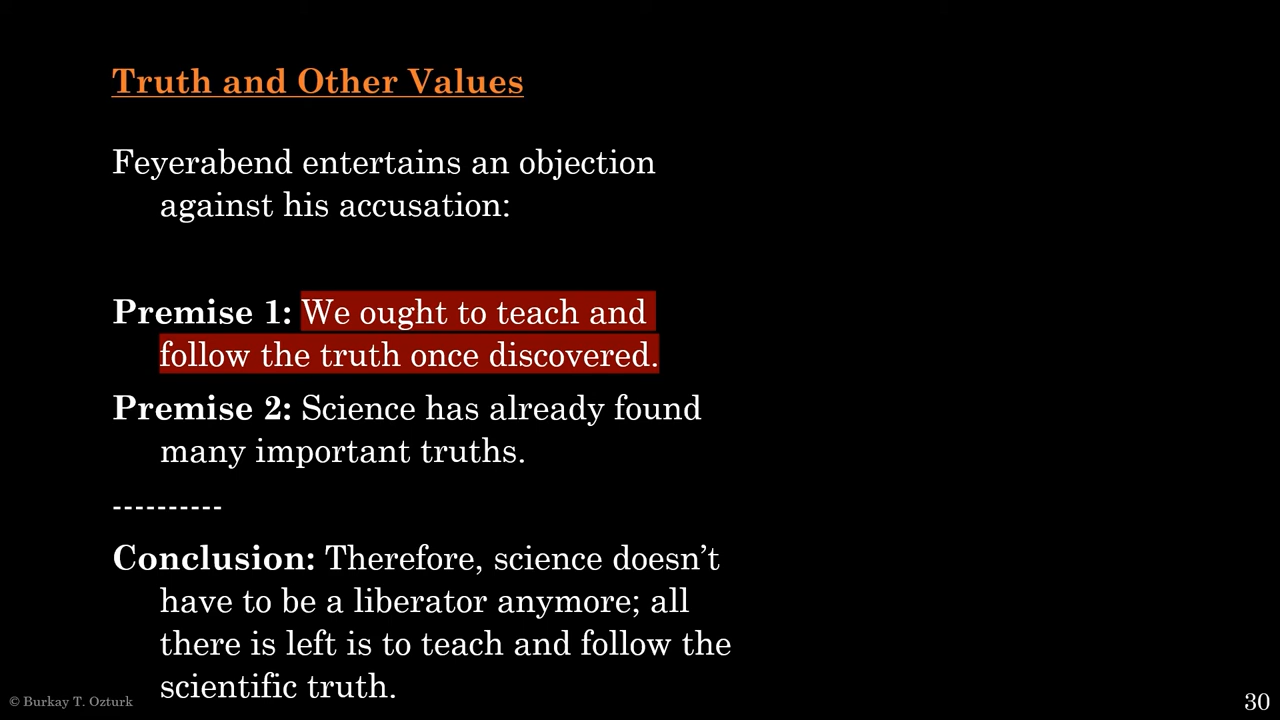 Truth and Other Values
Feyerabend entertains an objection
against his accusation:
Premise 1: We ought to teach and
follow the truth once discovered.
Premise 2: Science has already found
many important truths.
----------
Conclusion: Therefore, science doesn’t
have to be a liberator anymore; all
there is left is to teach and follow the
scientific truth.
© Burkay T. Ozturk
30